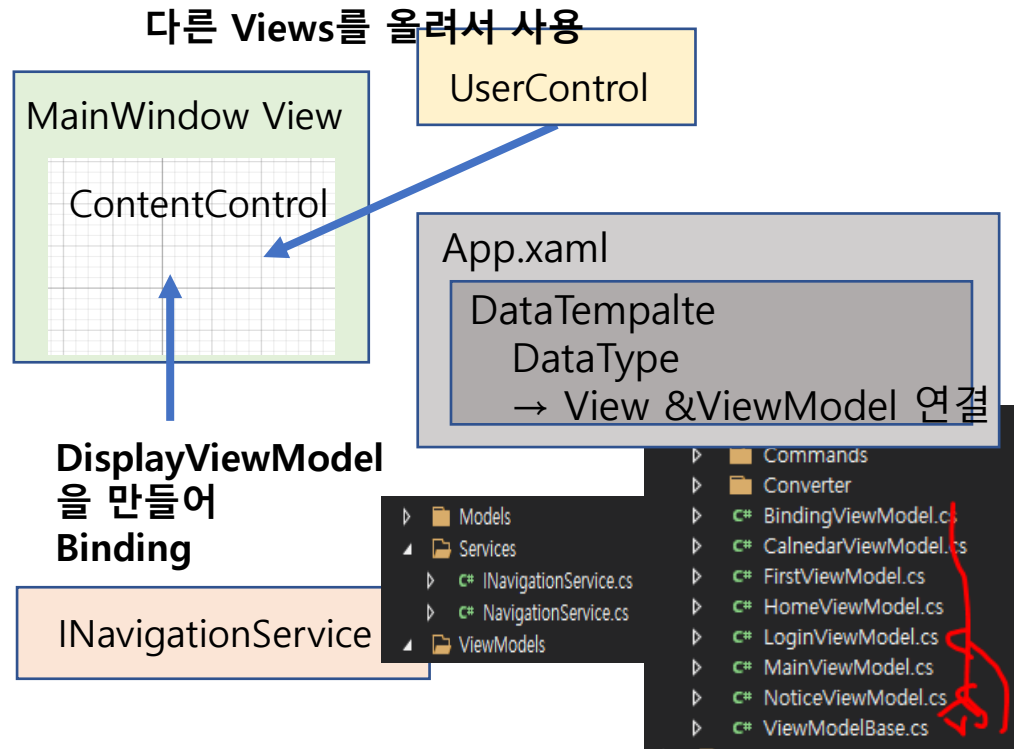 다른 Views를 올려서 사용
MainWindow View
ContentControl
UserControl
App.xaml
DataTempalte
DataType
→ View &ViewModel 연결
DisplayViewModel
을 만들어
Binding
INavigationService
Models
Services
C# INavigationService.cs
C# NavigationService.cs
ViewModels
Commands
Converter
C# BindingViewModel.cs
C# CalnedarViewModel.cs
C# FirstViewModel.cs
C# HomeViewModel.cs
C# LoginViewModel.cs
C# MainViewModel.cs
C# NoticeViewModel.cs
C# ViewModelBase.cs